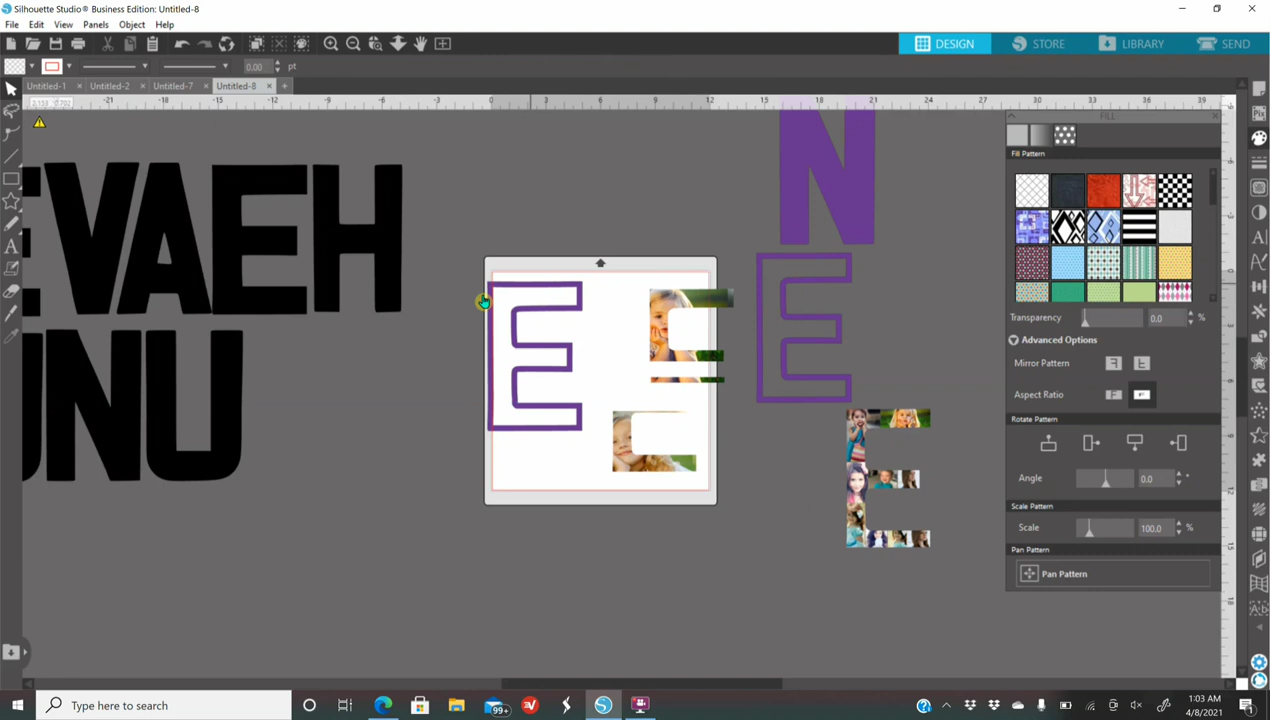 Silhouette Studio® Business Edition: Untitled-8
File Edit View Panels Object Help
DESIGN STORE LIBRARY SEND
0.00 pt
Untitled-1 Untitled-2 Untitled-7 Untitled-8
-21 -18 -15 -12 -9 -6 -3 0 3 6 9 12 15 18 21 24 27 30 33 36 39
FILL
Fill Pattern
N
EVAEH
E
E
E
E
E
NU
Transparency 0.0 %
Advanced Options
Mirror Pattern
Aspect Ratio
Rotate Pattern
Angle 0.0 °
Scale Pattern
Scale 100.0 %
Pan Pattern
Pan Pattern
Type here to search
99+
1:03 AM
4/8/2021
1